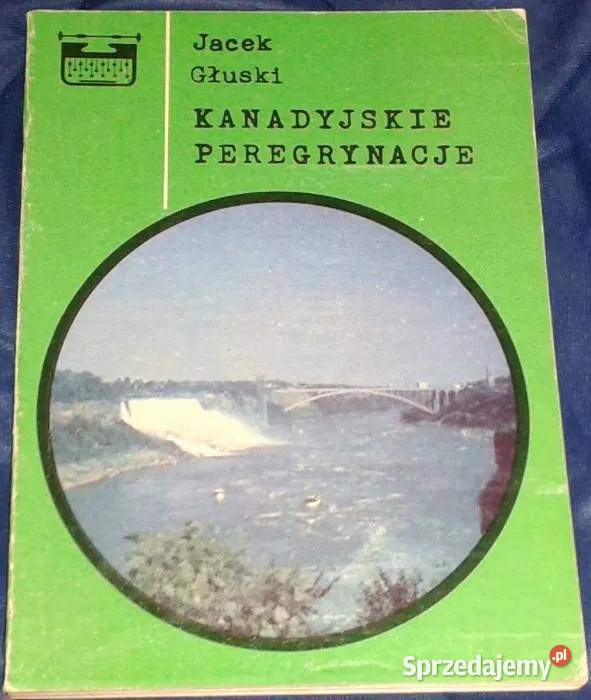 Jacek
Głuski
KANADYJSKIE
PEREGRYNACJE
Sprzedajemy.pl